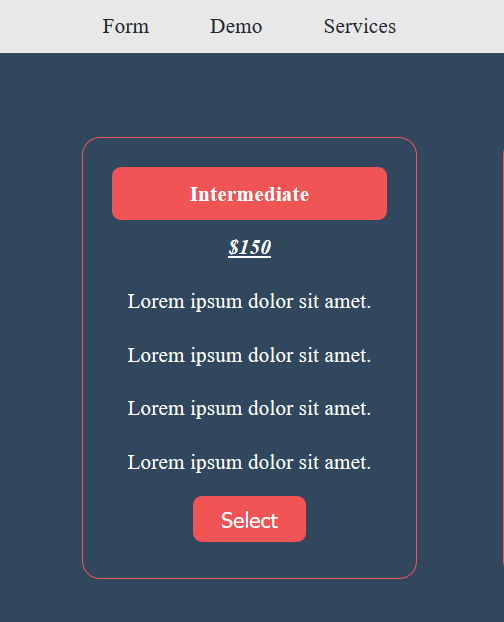 Form Demo Services
Intermediate
$150
Lorem ipsum dolor sit amet.
Lorem ipsum dolor sit amet.
Lorem ipsum dolor sit amet.
Lorem ipsum dolor sit amet.
Select